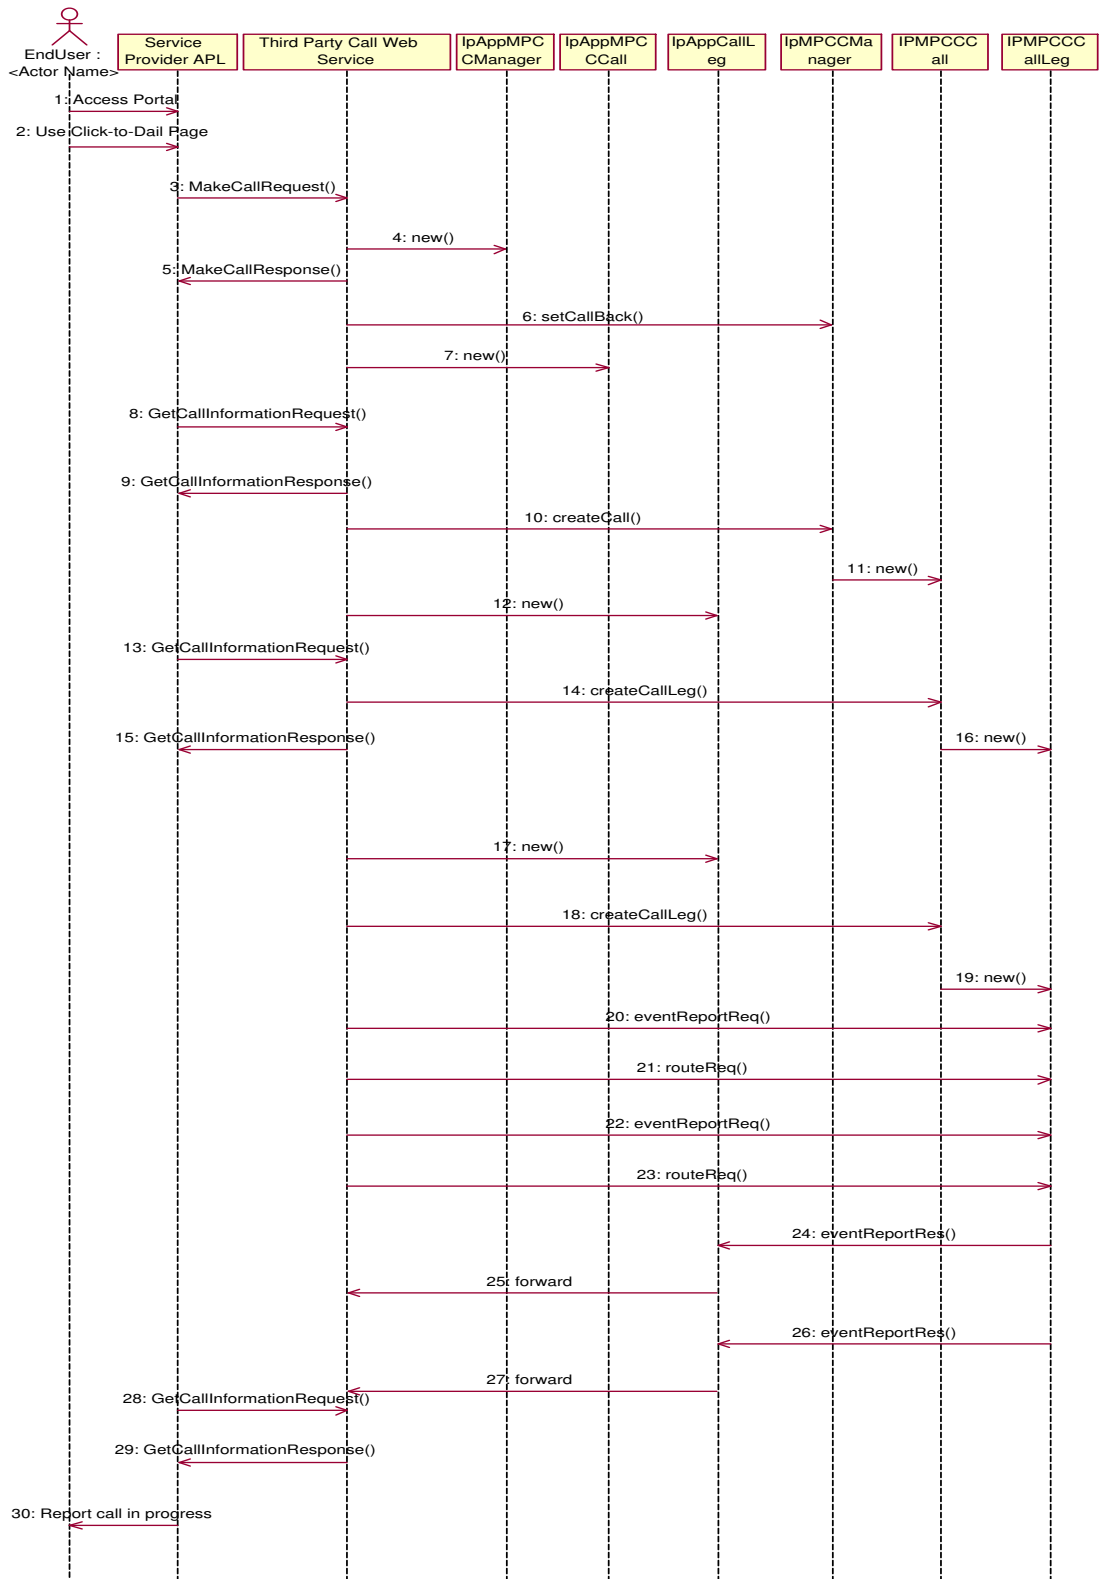 EndUser :
<Actor Name>
Service
Provider APL
Third Party Call Web
Service
IpAppMPC
CManager
IpAppMPC
CCall
IpAppCallL
eg
IpMPCCMa
nager
IPMPCCC
all
IPMPCCC
allLeg
1: Access Portal
2: Use Click-to-Dail Page
3: MakeCallRequest()
4: new()
5: MakeCallResponse()
6: setCallBack()
7: new()
8: GetCallInformationRequest()
9: GetCallInformationResponse()
10: createCall()
11: new()
12: new()
13: GetCallInformationRequest()
14: createCallLeg()
15: GetCallInformationResponse()
16: new()
17: new()
18: createCallLeg()
19: new()
20: eventReportReq()
21: routeReq()
22: eventReportReq()
23: routeReq()
24: eventReportRes()
25: forward
26: eventReportRes()
27: forward
28: GetCallInformationRequest()
29: GetCallInformationResponse()
30: Report call in progress